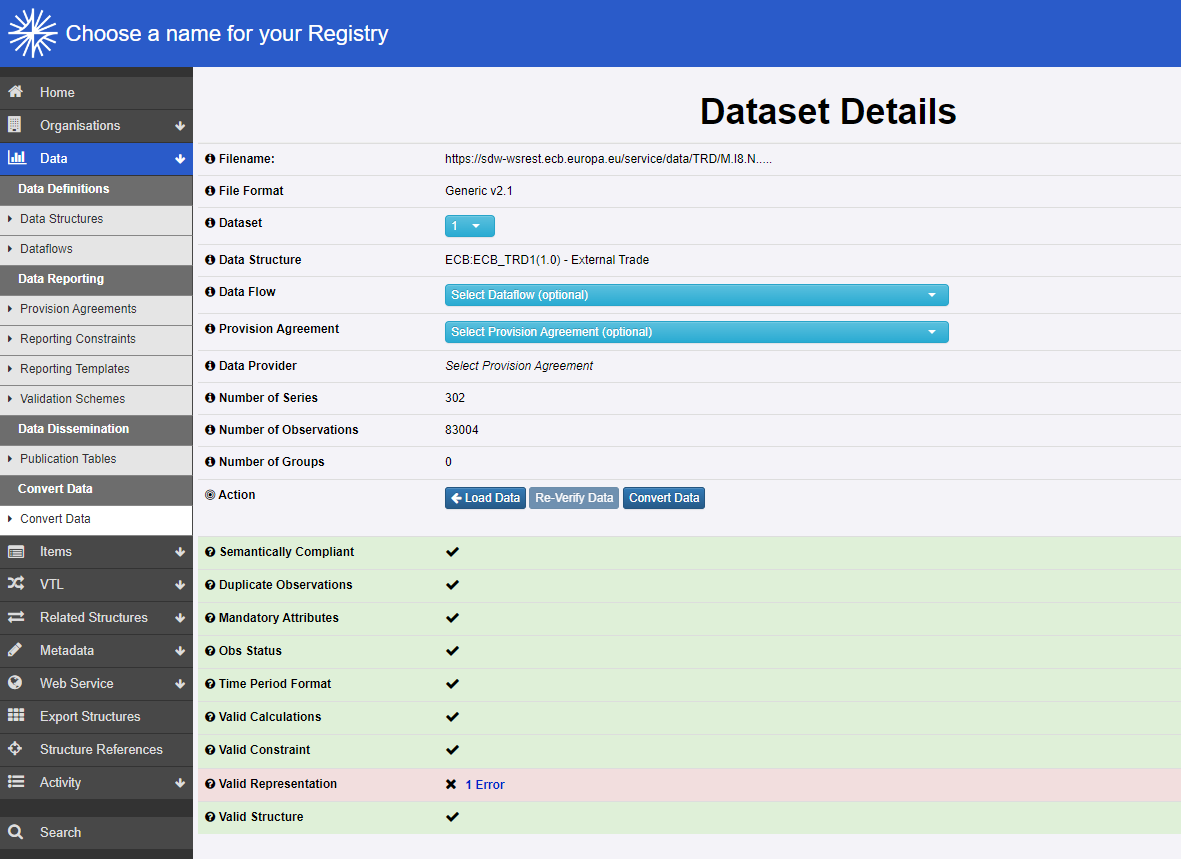 Choose a name for your Registry
Home
Organisations
Data
Data Definitions
Data Structures
Dataflows
Data Reporting
Provision Agreements
Reporting Constraints
Reporting Templates
Validation Schemes
Data Dissemination
Publication Tables
Convert Data
Convert Data
Items
VTL
Related Structures
Metadata
Web Service
Export Structures
Structure References
Activity
Search
Dataset Details
Filename: https://sdw-wsrest.ecb.europa.eu/service/data/TRD/M.I8.N.....
File Format Generic v2.1
Dataset 1
Data Structure ECB:ECB_TRD1(1.0) - External Trade
Data Flow Select Dataflow (optional)
Provision Agreement Select Provision Agreement (optional)
Data Provider Select Provision Agreement
Number of Series 302
Number of Observations 83004
Number of Groups 0
Action Load Data Re-Verify Data Convert Data
Semantically Compliant
Duplicate Observations
Mandatory Attributes
Obs Status
Time Period Format
Valid Calculations
Valid Constraint
Valid Representation 1 Error
Valid Structure